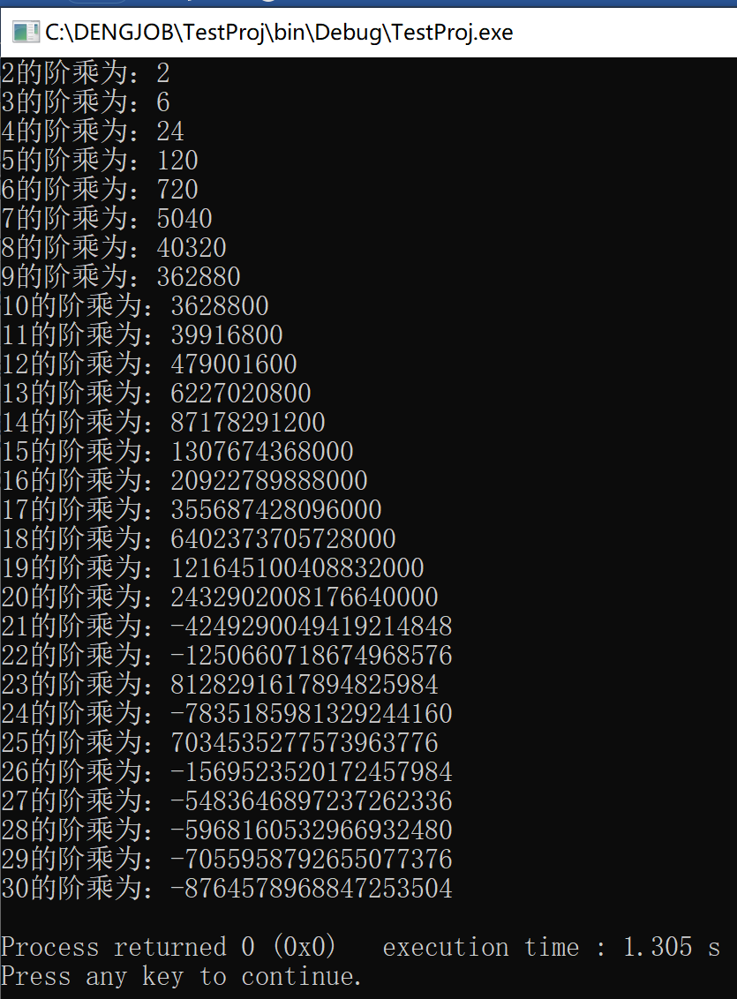 C:\DENGJOB\TestProj\bin\Debug\TestProj.exe
2的阶乘为：2
3的阶乘为：6
4的阶乘为：24
5的阶乘为：120
6的阶乘为：720
7的阶乘为：5040
8的阶乘为：40320
9的阶乘为：362880
10的阶乘为：3628800
11的阶乘为：39916800
12的阶乘为：479001600
13的阶乘为：6227020800
14的阶乘为：87178291200
15的阶乘为：1307674368000
16的阶乘为：20922789888000
17的阶乘为：355687428096000
18的阶乘为：6402373705728000
19的阶乘为：121645100408832000
20的阶乘为：2432902008176640000
21的阶乘为：-4249290049419214848
22的阶乘为：-1250660718674968576
23的阶乘为：8128291617894825984
24的阶乘为：-7835185981329244160
25的阶乘为：7034535277573963776
26的阶乘为：-1569523520172457984
27的阶乘为：-5483646897237262336
28的阶乘为：-5968160532966932480
29的阶乘为：-7055958792655077376
30的阶乘为：-8764578968847253504
Process returned 0 (0x0)   execution time : 1.305 s
Press any key to continue.